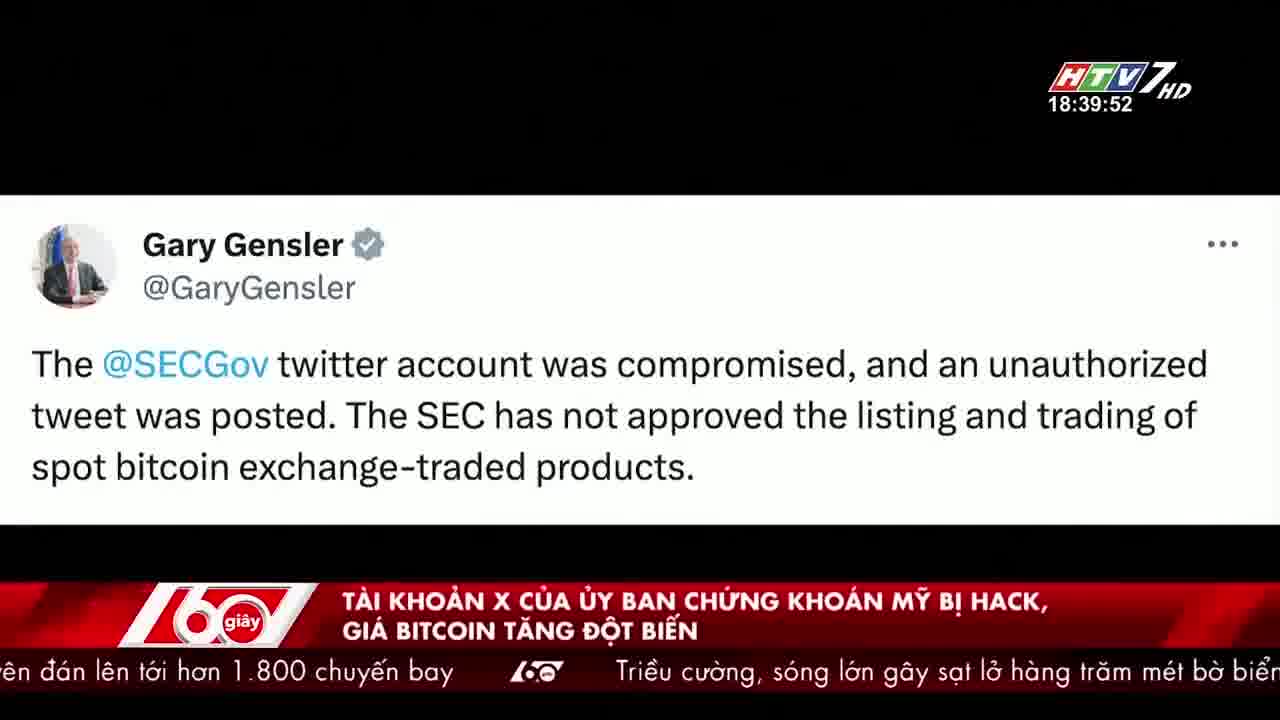 HTV7 HD
18:39:52
Gary Gensler
@GaryGensler
The @SECGov twitter account was compromised, and an unauthorized
tweet was posted. The SEC has not approved the listing and trading of
spot bitcoin exchange-traded products.
60 giây
TÀI KHOẢN X CỦA ỦY BAN CHỨNG KHOÁN MỸ BỊ HACK,
GIÁ BITCOIN TĂNG ĐỘT BIẾN
đán lên tới hơn 1.800 chuyến bay 60 giây Triều cường, sóng lớn gây sạt lở hàng trăm mét bờ biển